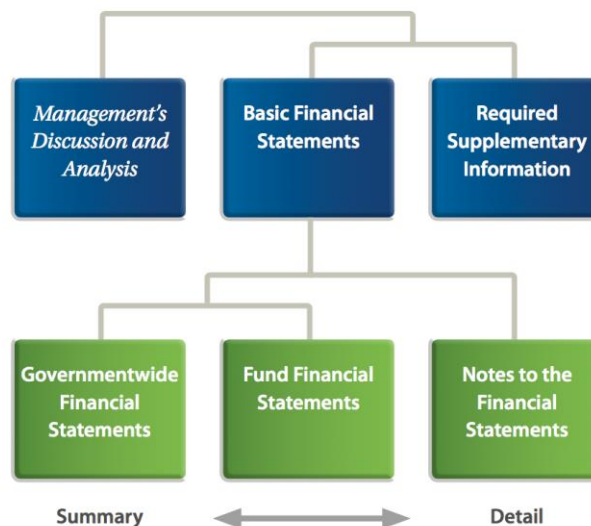 Management's
Discussion and
Analysis
Basic Financial
Statements
Required
Supplementary
Information
Governmentwide
Financial
Statements
Fund Financial
Statements
Notes to the
Financial
Statements
Summary
Detail